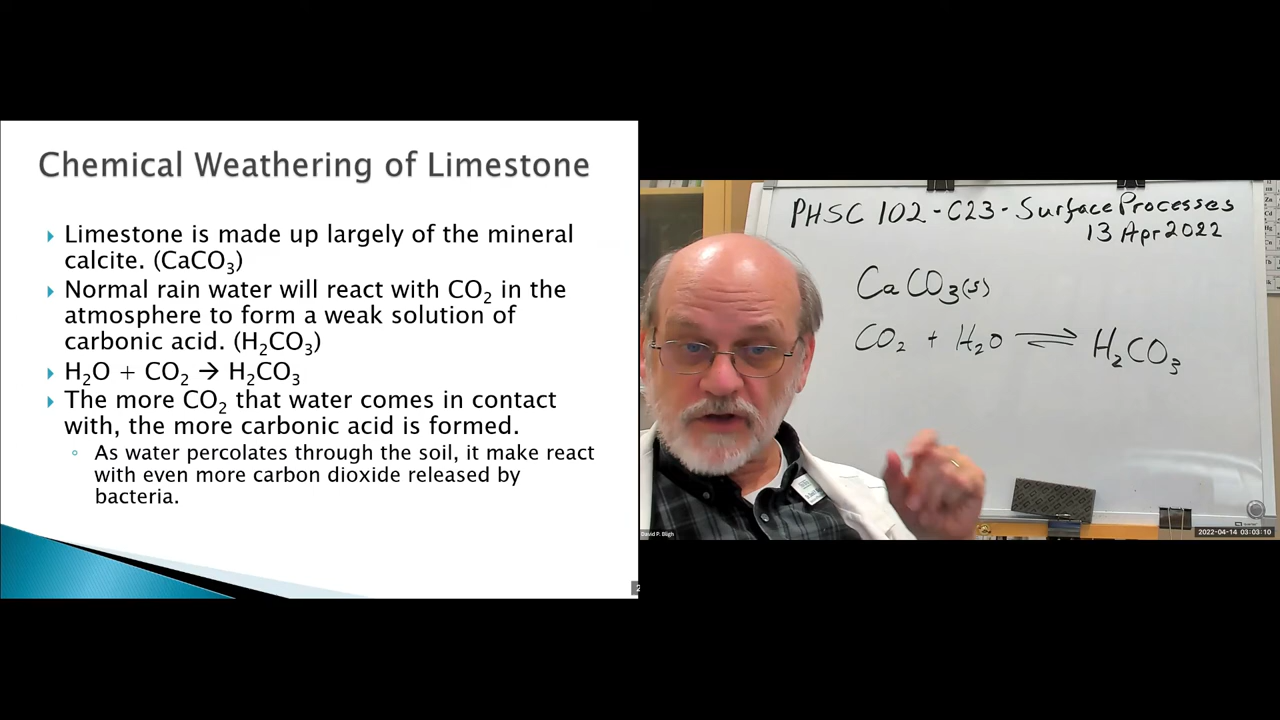 Chemical Weathering of Limestone
Limestone is made up largely of the mineral
calcite. (CaCO₃)
Normal rain water will react with CO₂ in the
atmosphere to form a weak solution of
carbonic acid. (H₂CO₃)
H₂O + CO₂ → H₂CO₃
The more CO₂ that water comes in contact
with, the more carbonic acid is formed.
As water percolates through the soil, it make react
with even more carbon dioxide released by
bacteria.
PHSC 102 - C23 - Surface Processes
13 Apr 2022
CaCO₃(s)
CO₂ + H₂O ⇌ H₂CO₃
David P. Bligh
2022-04-14 03:03:10